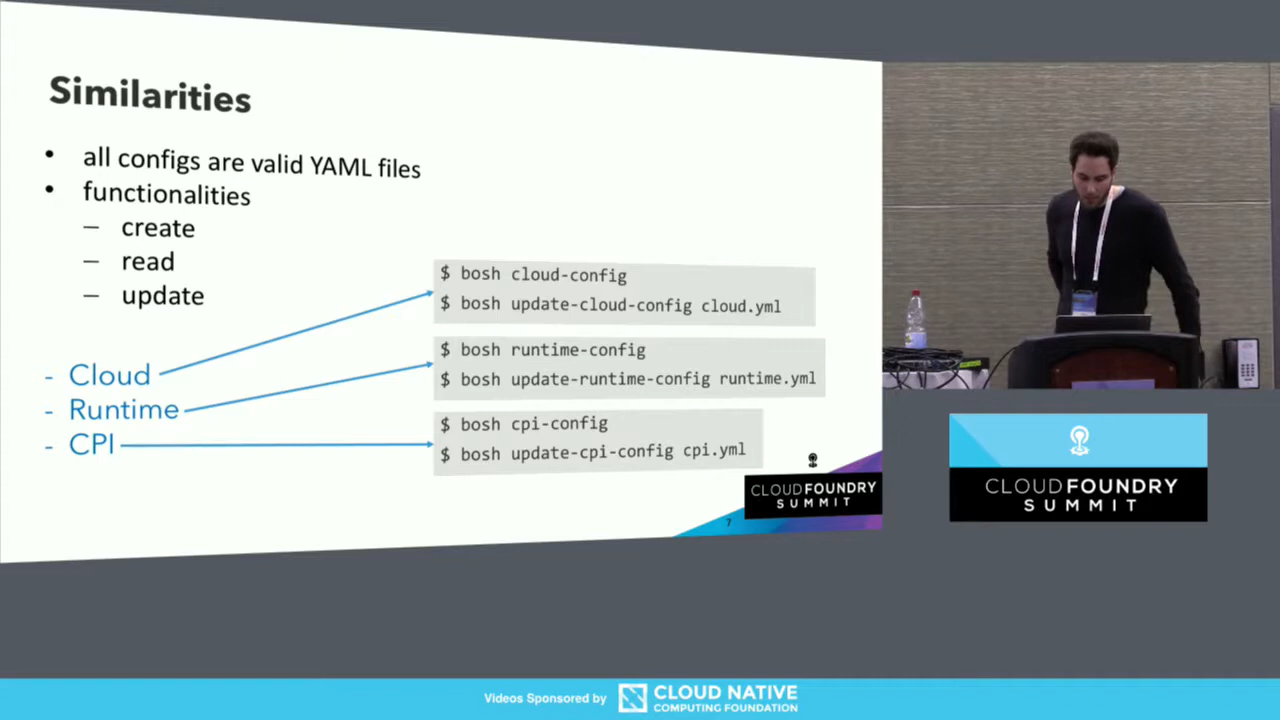 Similarities
• all configs are valid YAML files
• functionalities
– create
– read
– update
- Cloud
- Runtime
- CPI
$ bosh cloud-config
$ bosh update-cloud-config cloud.yml
$ bosh runtime-config
$ bosh update-runtime-config runtime.yml
$ bosh cpi-config
$ bosh update-cpi-config cpi.yml
7
CLOUDFOUNDRY
SUMMIT
CLOUDFOUNDRY
SUMMIT
Videos Sponsored by
CLOUD NATIVE
COMPUTING FOUNDATION